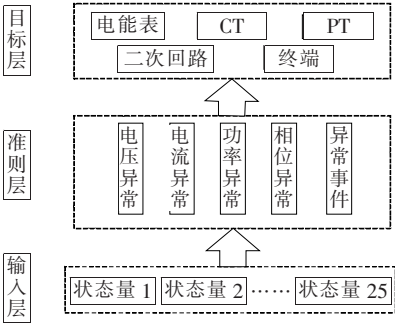 目标层
电能表 CT PT
二次回路 终端
准则层
电压异常 电流异常 功率异常 相位异常 异常事件
输入层
状态量 1 状态量 2 …… 状态量 25